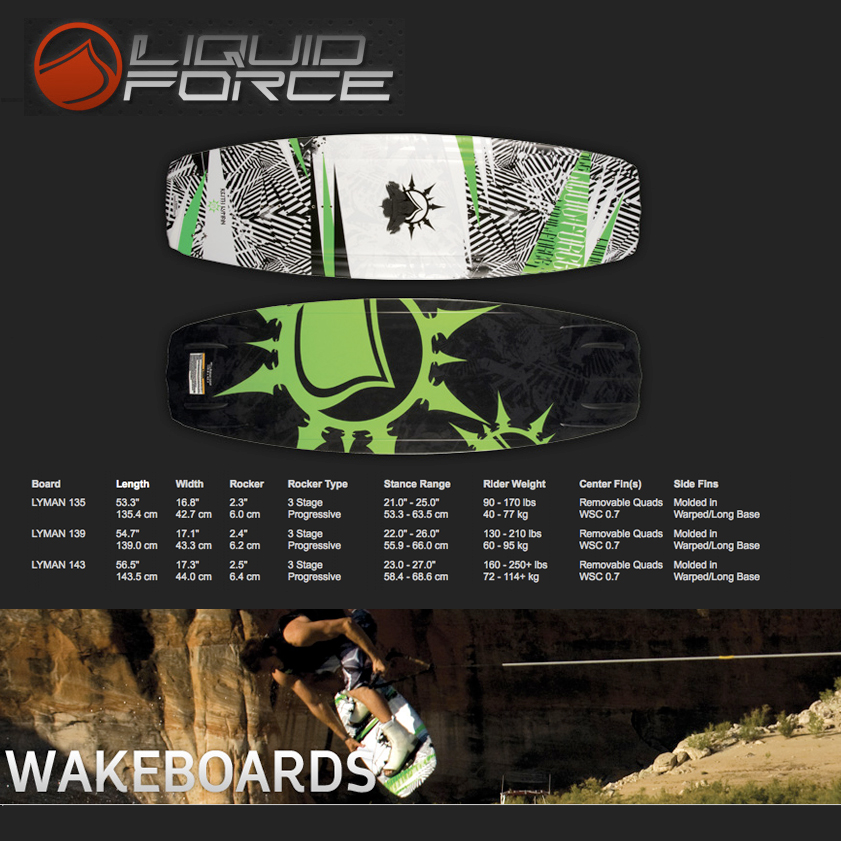 LIQUID
FORCE
KEITH LYMAN
LIQUID FORCE
Board Length Width Rocker Rocker Type Stance Range Rider Weight Center Fin(s) Side Fins
LYMAN 135 53.3" 16.8" 2.3" 3 Stage 21.0" - 25.0" 90 - 170 lbs Removable Quads Molded in
135.4 cm 42.7 cm 6.0 cm Progressive 53.3 - 63.5 cm 40 - 77 kg WSC 0.7 Warped/Long Base
LYMAN 139 54.7" 17.1" 2.4" 3 Stage 22.0" - 26.0" 130 - 210 lbs Removable Quads Molded in
139.0 cm 43.3 cm 6.2 cm Progressive 55.9 - 66.0 cm 60 - 95 kg WSC 0.7 Warped/Long Base
LYMAN 143 56.5" 17.3" 2.5" 3 Stage 23.0 - 27.0" 160 - 250+ lbs Removable Quads Molded in
143.5 cm 44.0 cm 6.4 cm Progressive 58.4 - 68.6 cm 72 - 114+ kg WSC 0.7 Warped/Long Base
WAKEBOARDS